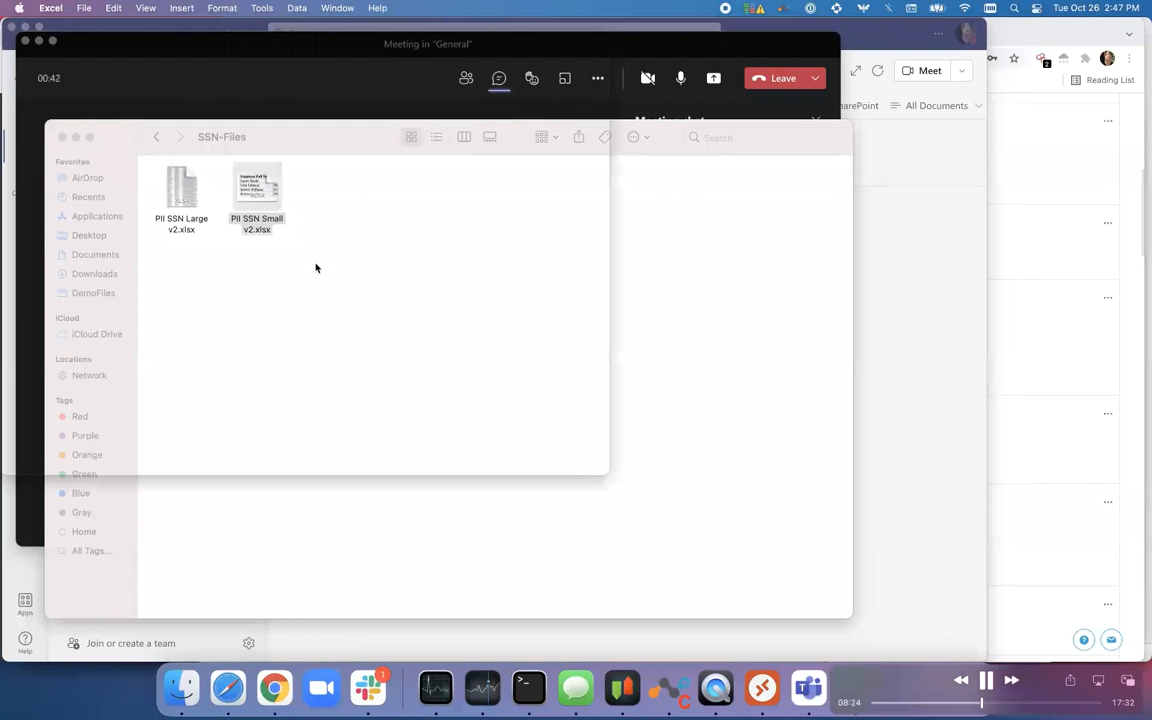 Excel File Edit View Insert Format Tools Data Window Help Tue Oct 26 2:47 PM
Meeting in "General"
00:42 Leave
Meet
Reading List
2
All Documents
SSN-Files Search
Favorites
AirDrop
Recents
Applications
Desktop
Documents
Downloads
DemoFiles
iCloud
iCloud Drive
Locations
Network
Tags
Red
Purple
Orange
Green
Blue
Gray
Home
All Tags...
XLSX
PII SSN Large
v2.xlsx
PII SSN Small
v2.xlsx
Apps
Help
Join or create a team
1
08:24 17:32